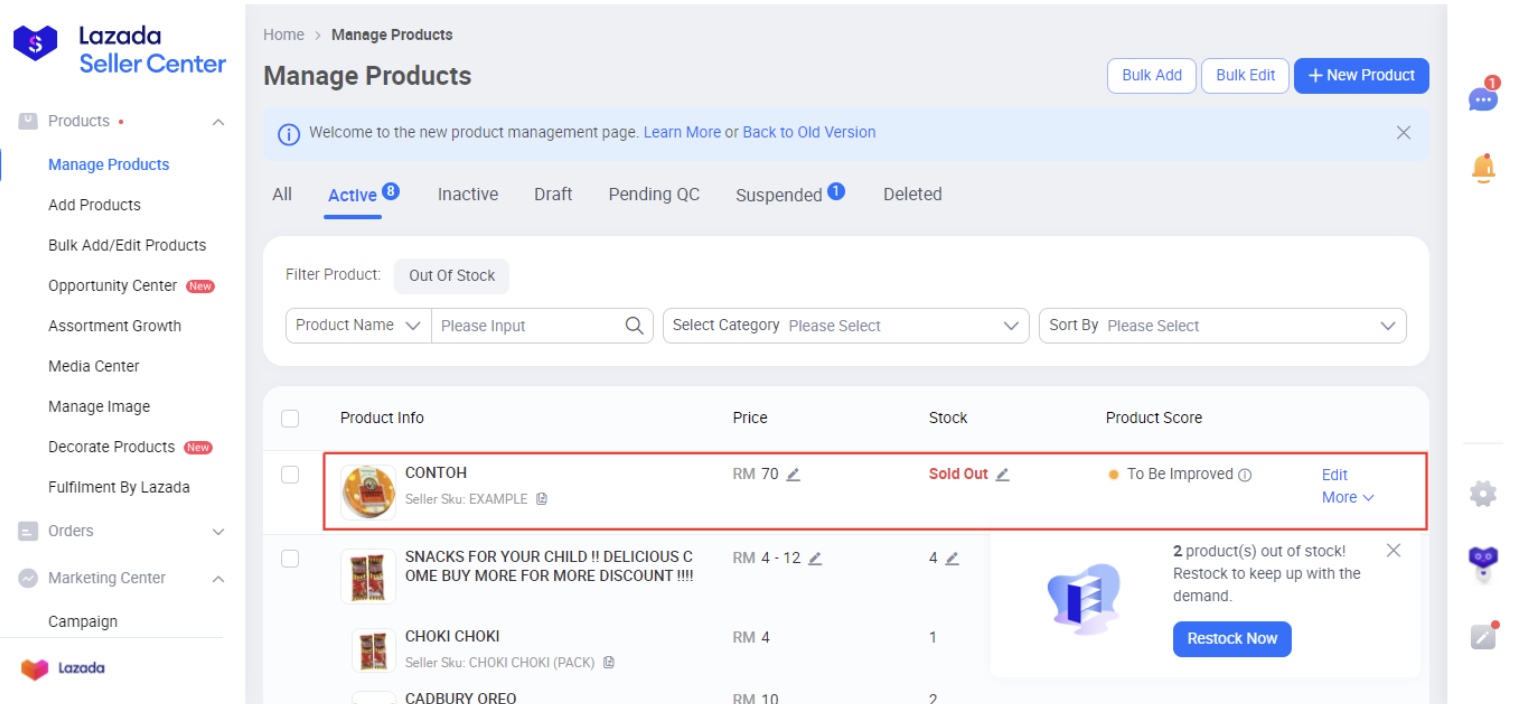 Lazada
Seller Center
Products
Manage Products
Add Products
Bulk Add/Edit Products
Opportunity Center New
Assortment Growth
Media Center
Manage Image
Decorate Products New
Fulfilment By Lazada
Orders
Marketing Center
Campaign
Lazada
Home > Manage Products
Manage Products
Bulk Add Bulk Edit + New Product
Welcome to the new product management page. Learn More or Back to Old Version
All Active 8 Inactive Draft Pending QC Suspended 1 Deleted
Filter Product: Out Of Stock
Product Name Please Input Select Category Please Select Sort By Please Select
Product Info Price Stock Product Score
CONTOH RM 70 Sold Out To Be Improved Edit
Seller Sku: EXAMPLE More
SNACKS FOR YOUR CHILD !! DELICIOUS C RM 4 - 12 4
OME BUY MORE FOR MORE DISCOUNT !!!!
CHOKI CHOKI RM 4 1
Seller Sku: CHOKI CHOKI (PACK)
CADBURY OREO RM 10 2
2 product(s) out of stock!
Restock to keep up with the
demand.
Restock Now
1